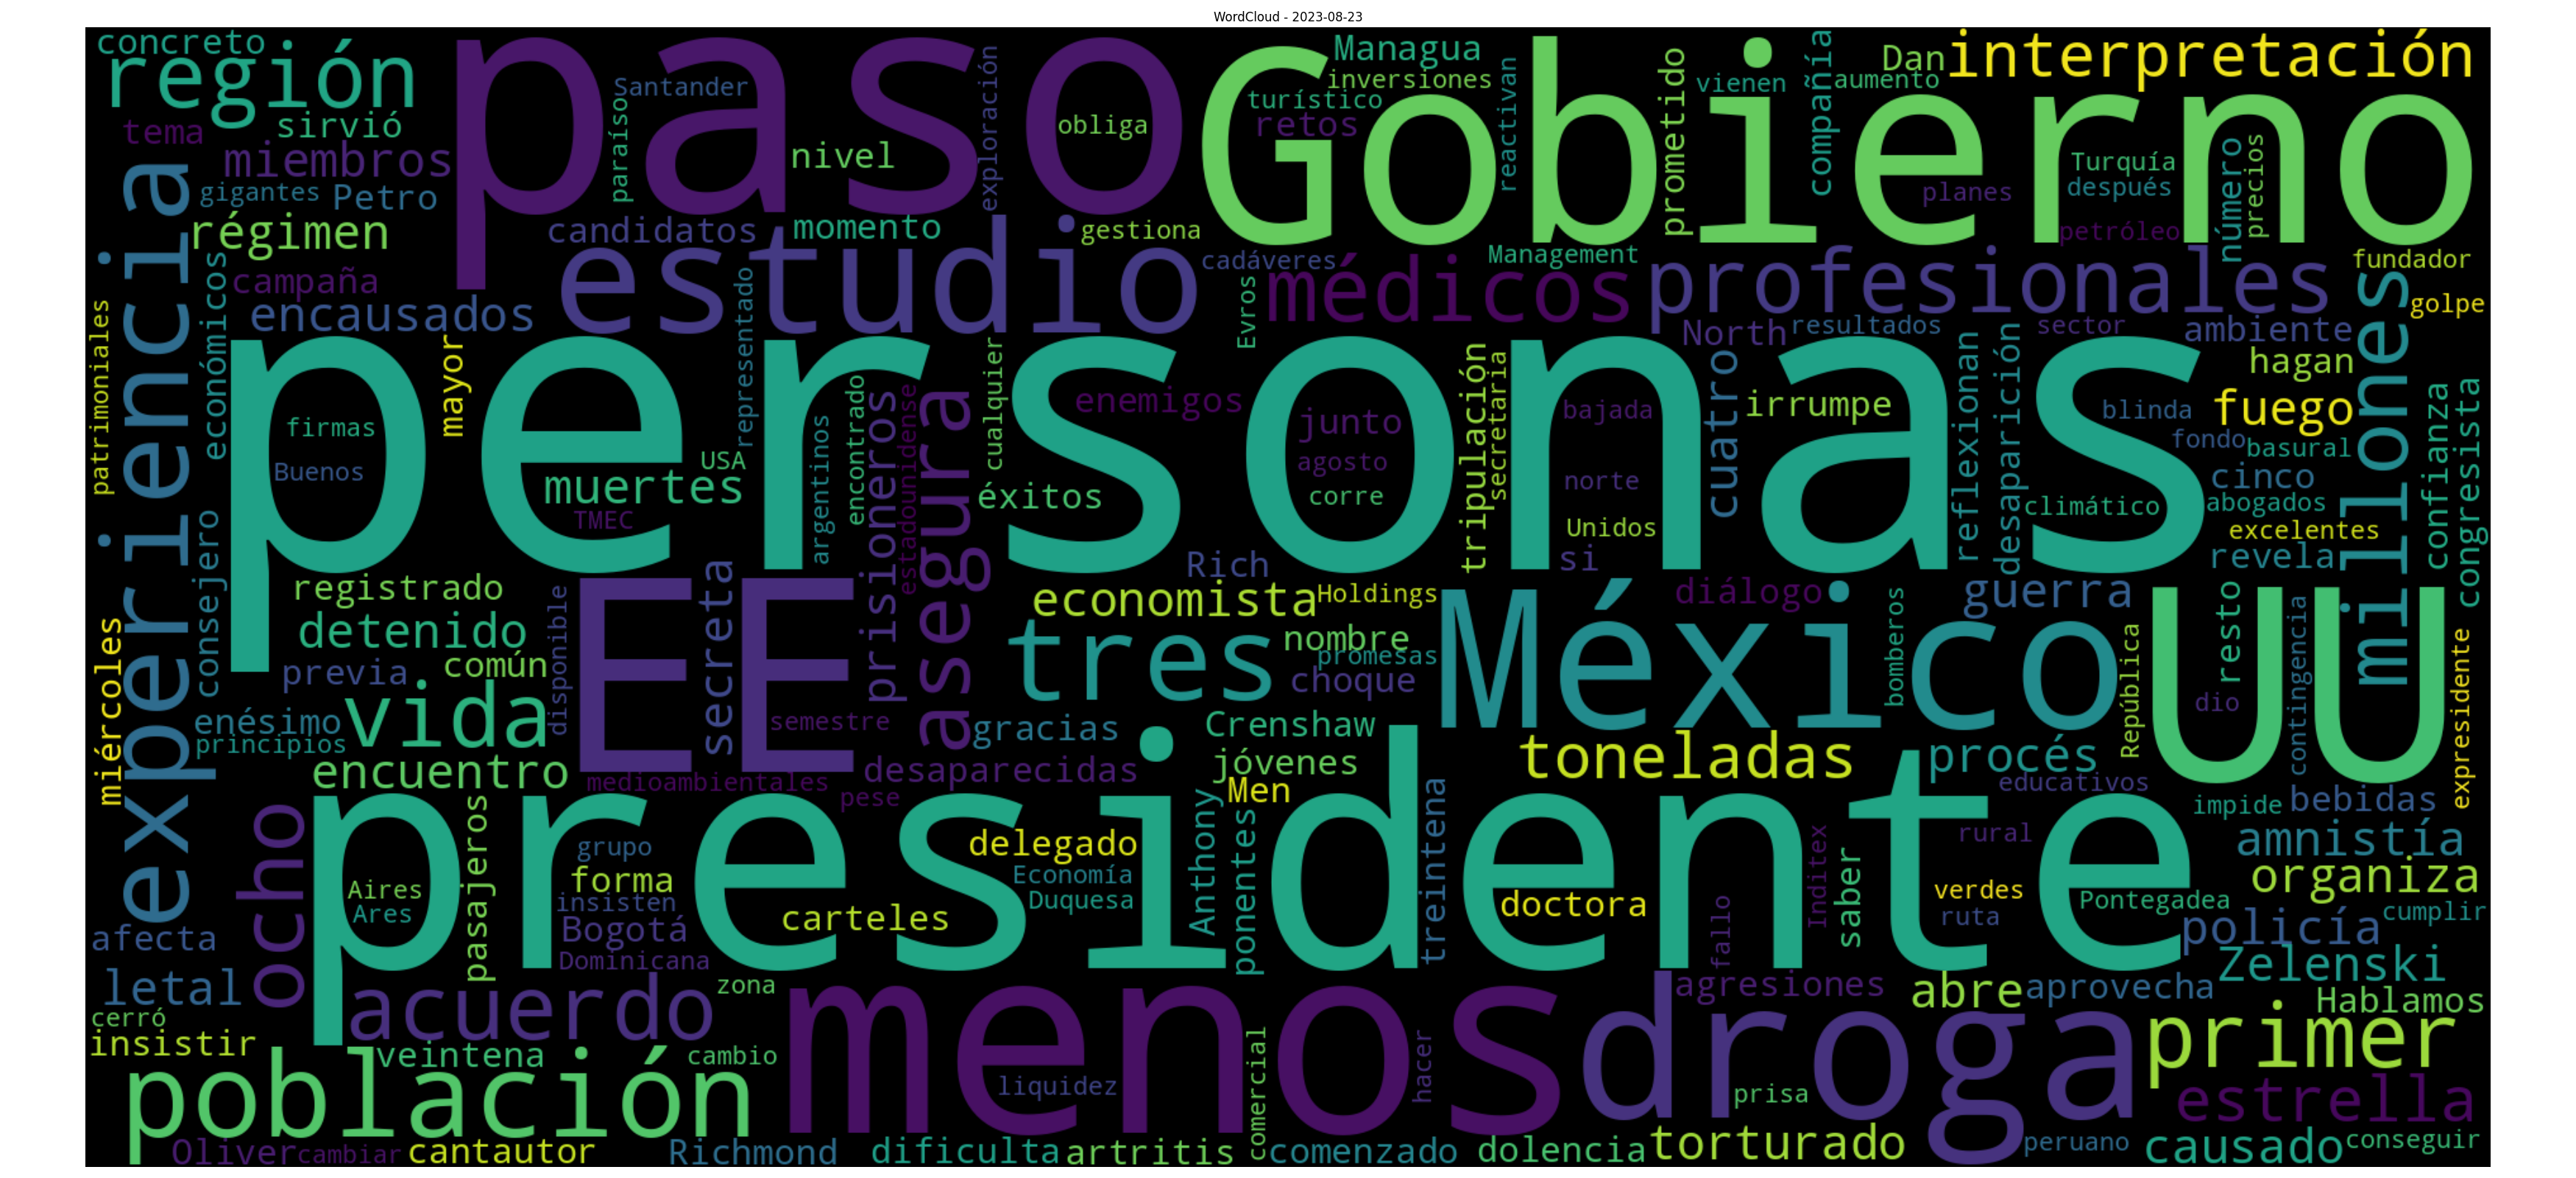 WordCloud - 2023-08-23
concreto
región
paso
Gobierno
interpretación
Managua
Dan
inversiones
vienen
aumento
compañía
prometido
reactivan
turístico
retos
Santander
paraíso
exploración
obliga
nivel
tema
sirvió
miembros
gigantes
Petro
régimen
campaña
encausados
económicos
experiencia
patrimoniales
candidatos
momento
gestiona
estudio
cadáveres
Management
médicos
Evros
profesionales
Turquía
después
planes
petróleo
número
precios
fundador
golpe
millones
North
resultados
sector
ambiente
hagan
personas
mayor
representado
firmas
Buenos
muertes
USA
TMEC
argentinos
encontrado
prisioneros
estadounidense
asegura
cualquier
éxitos
enemigos
junto
agosto
corre
tripulación
secretaria
bajada
norte
Unidos
si
cuatro
irrumpe
reflexionan
desaparición
climático
blinda
fuego
fondo
basural
cinco
abogados
excelentes
revela
confianza
congresista
Rich
consejero
registrado
detenido
previa
común
disponible
EE
secreta
semestre
economista
Holdings
tres
nombre
promesas
choque
México
diálogo
guerra
bomberos
República
UU
dio
resto
contingencia
expresidente
miércoles
enésimo
principios
vida
encuentro
medioambientales
pese
desaparecidas
gracias
Crenshaw
jóvenes
Men
toneladas
procés
educativos
impide
bebidas
amnistía
organiza
ocho
presidente
pasajeros
Aires
Ares
grupo
forma
insisten
Bogotá
Dominicana
carteles
delegado
Economía
Duquesa
Anthony
ponentes
treintena
doctora
fallo
Inditex
saber
rural
verdes
ruta
Pontegadea
policía
cumplir
Zelenski
afecta
letal
cerró
insistir
acuerdo
zona
menos
droga
agresiones
abre
aprovecha
Hablamos
primer
población
veintena
cambio
liquidez
comercial
hacer
prisa
estrella
Oliver
cambiar
cantautor
Richmond
dificulta
artritis
comenzado
dolencia
torturado
peruano
causado
conseguir